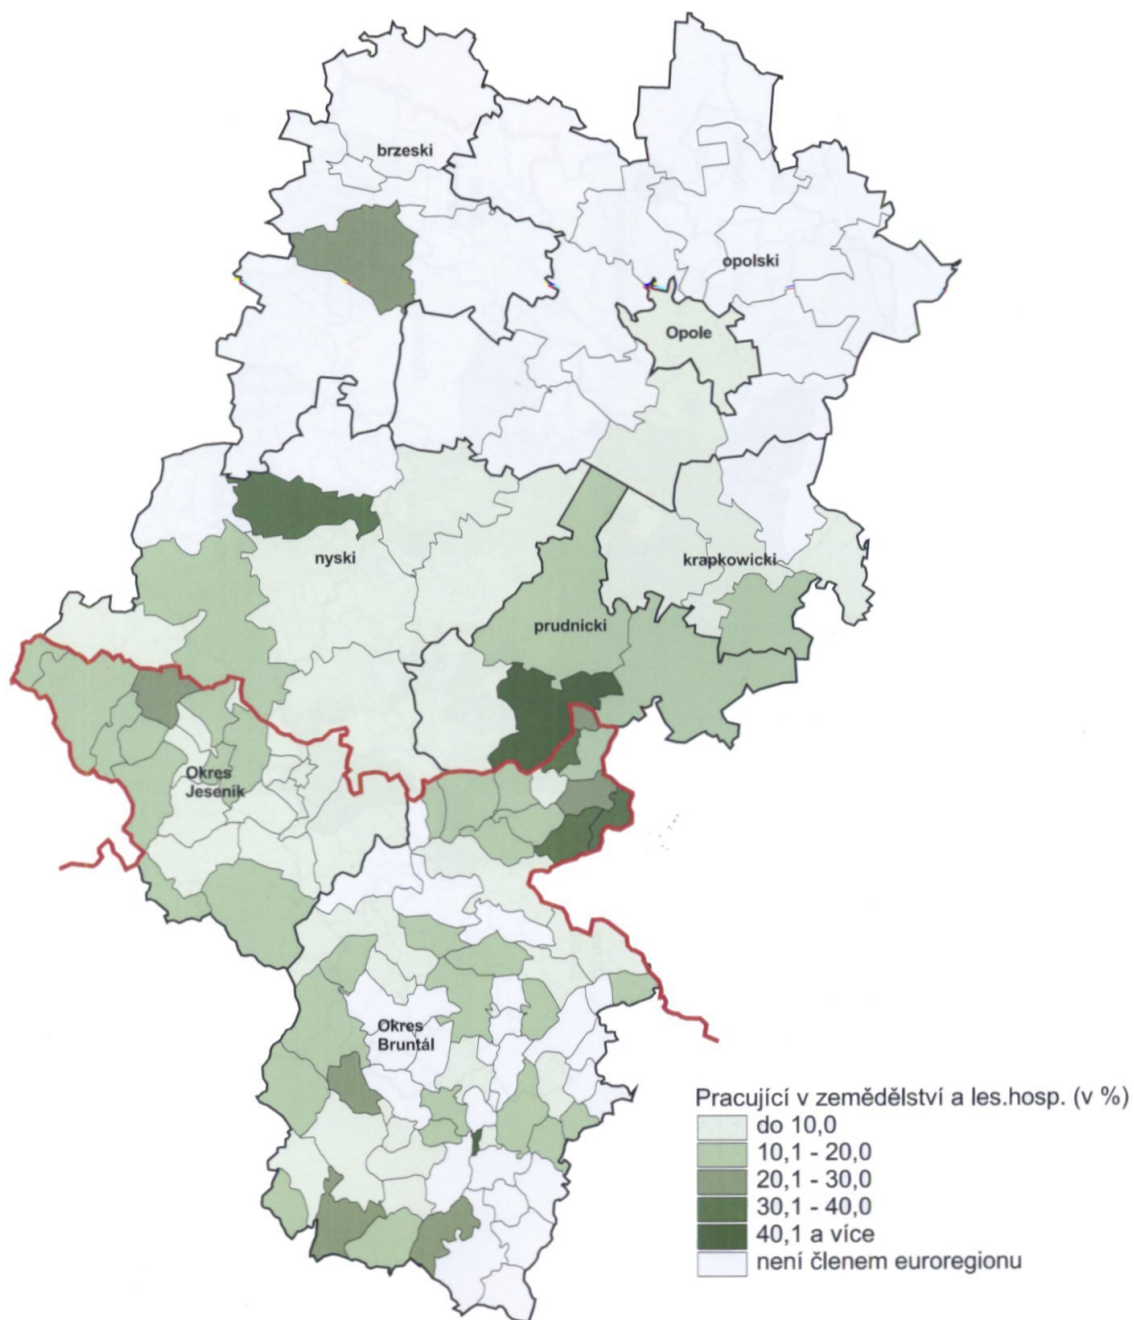 brzeski
opolski
Opole
nyski
krapkowicki
prudnicki
Okres
Jeseník
Okres
Bruntál
Pracující v zemědělství a les.hosp. (v %)
do 10,0
10,1 - 20,0
20,1 - 30,0
30,1 - 40,0
40,1 a více
není členem euroregionu